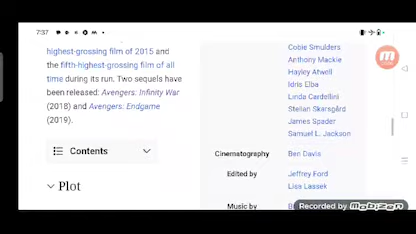 7:37
highest-grossing film of 2015 and
the fifth-highest-grossing film of all
time during its run. Two sequels have
been released: Avengers: Infinity War
(2018) and Avengers: Endgame
(2019).
Contents
Plot
Cobie Smulders
Anthony Mackie
Hayley Atwell
Idris Elba
Linda Cardellini
Stellan Skarsgård
James Spader
Samuel L. Jackson
Cinematography Ben Davis
Edited by Jeffrey Ford
Lisa Lassek
Music by
Recorded by Mobizen